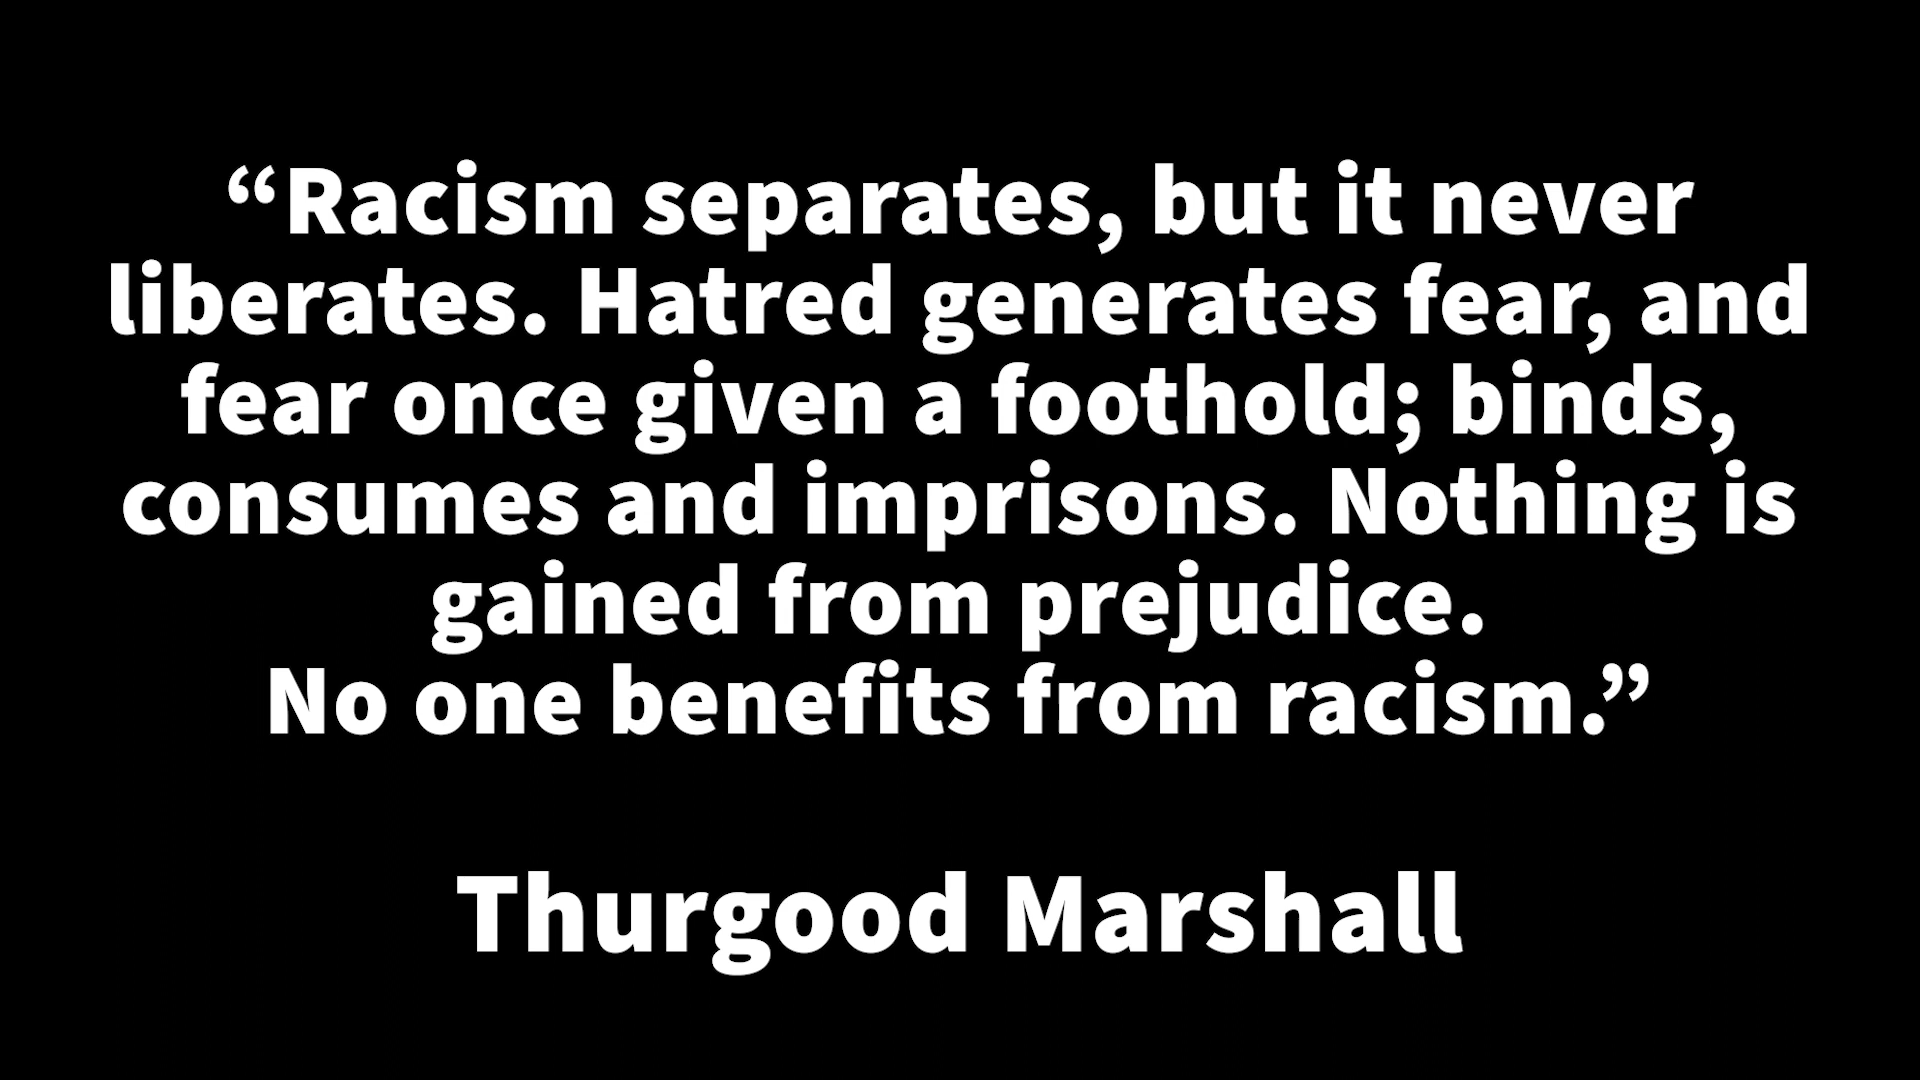 “Racism separates, but it never
liberates. Hatred generates fear, and
fear once given a foothold; binds,
consumes and imprisons. Nothing is
gained from prejudice.
No one benefits from racism.”
Thurgood Marshall